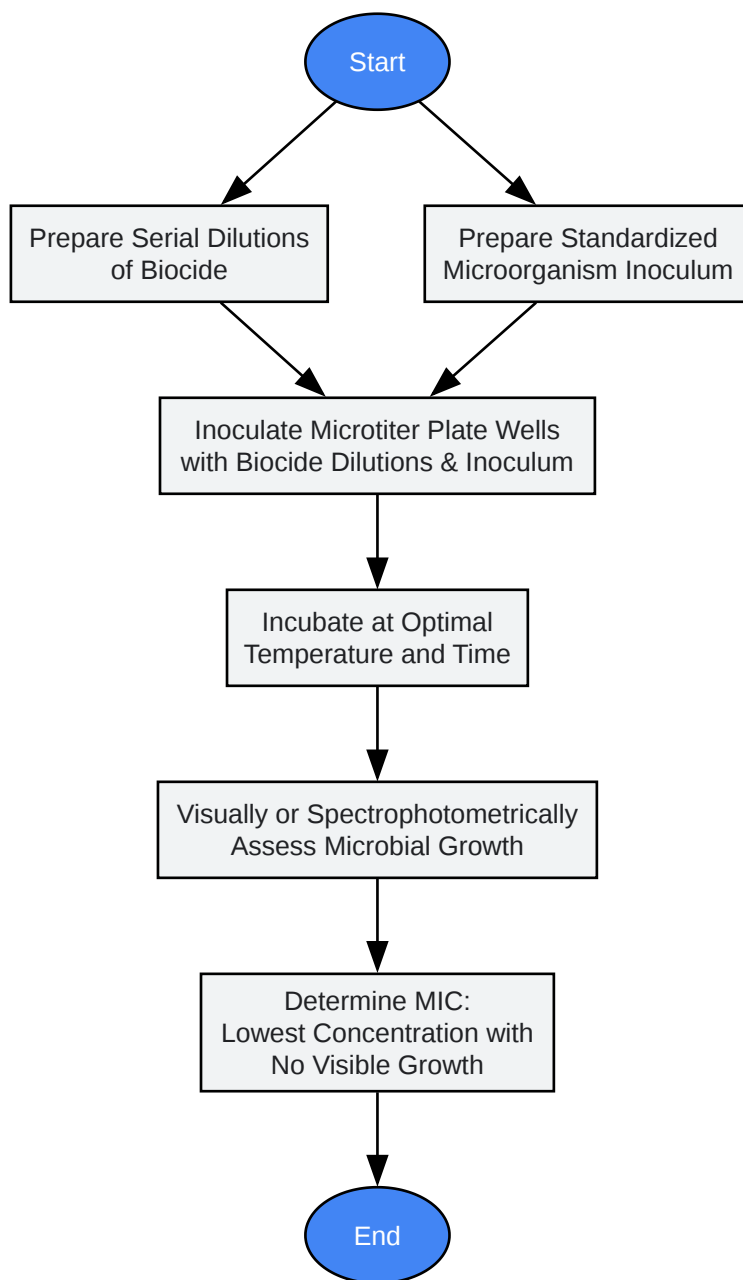 Start
Prepare Serial Dilutions
of Biocide
Prepare Standardized
Microorganism Inoculum
Inoculate Microtiter Plate Wells
with Biocide Dilutions & Inoculum
Incubate at Optimal
Temperature and Time
Visually or Spectrophotometrically
Assess Microbial Growth
Determine MIC:
Lowest Concentration with
No Visible Growth
End